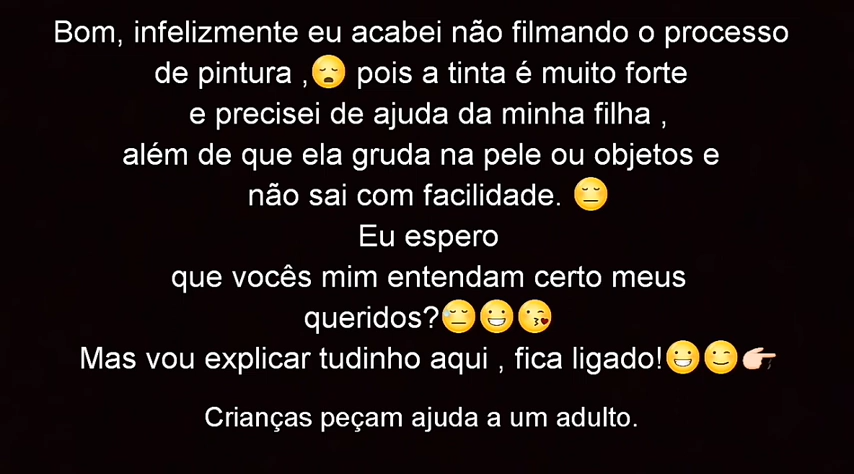 Bom, infelizmente eu acabei não filmando o processo
de pintura ,😳 pois a tinta é muito forte
e precisei de ajuda da minha filha ,
além de que ela gruda na pele ou objetos e
não sai com facilidade. 😑
Eu espero
que vocês mim entendam certo meus
queridos?😓😀😘
Mas vou explicar tudinho aqui , fica ligado!😀😉👉
Crianças peçam ajuda a um adulto.